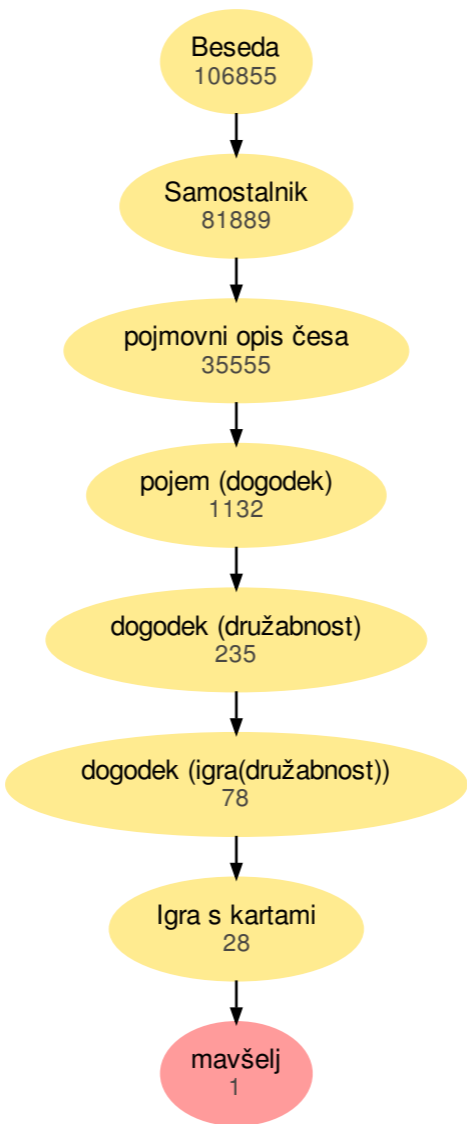 Beseda
106855
Samostalnik
81889
pojmovni opis česa
35555
pojem (dogodek)
1132
dogodek (družabnost)
235
dogodek (igra(družabnost))
78
Igra s kartami
28
mavšelj
1